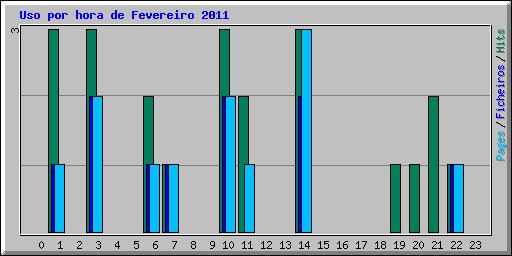 Uso por hora de Fevereiro 2011
3
Pages / Ficheiros / Hits
0 1 2 3 4 5 6 7 8 9 10 11 12 13 14 15 16 17 18 19 20 21 22 23